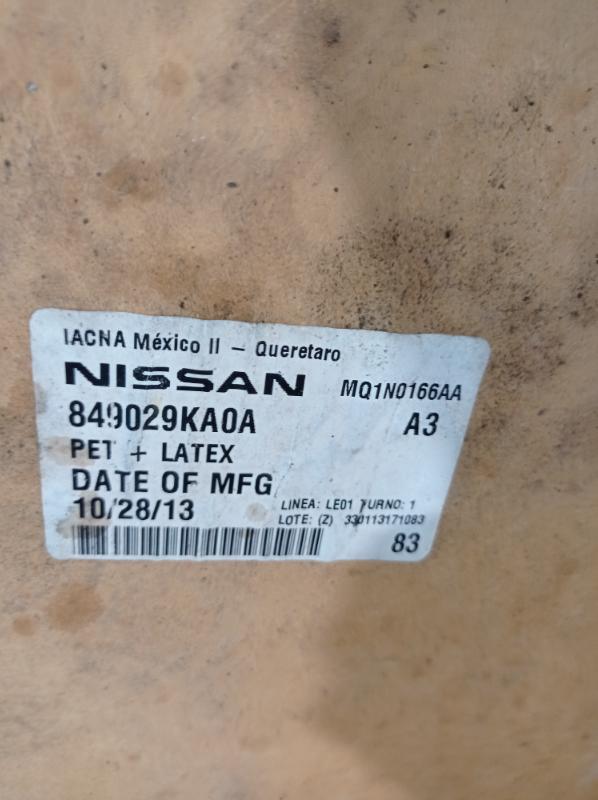 IACNA México II - Queretaro
NISSAN MQ1N0166AA
849029KA0A A3
PET + LATEX
DATE OF MFG
10/28/13 LINEA: LE01 TURNO: 1
LOTE: (Z) 330113171083
83